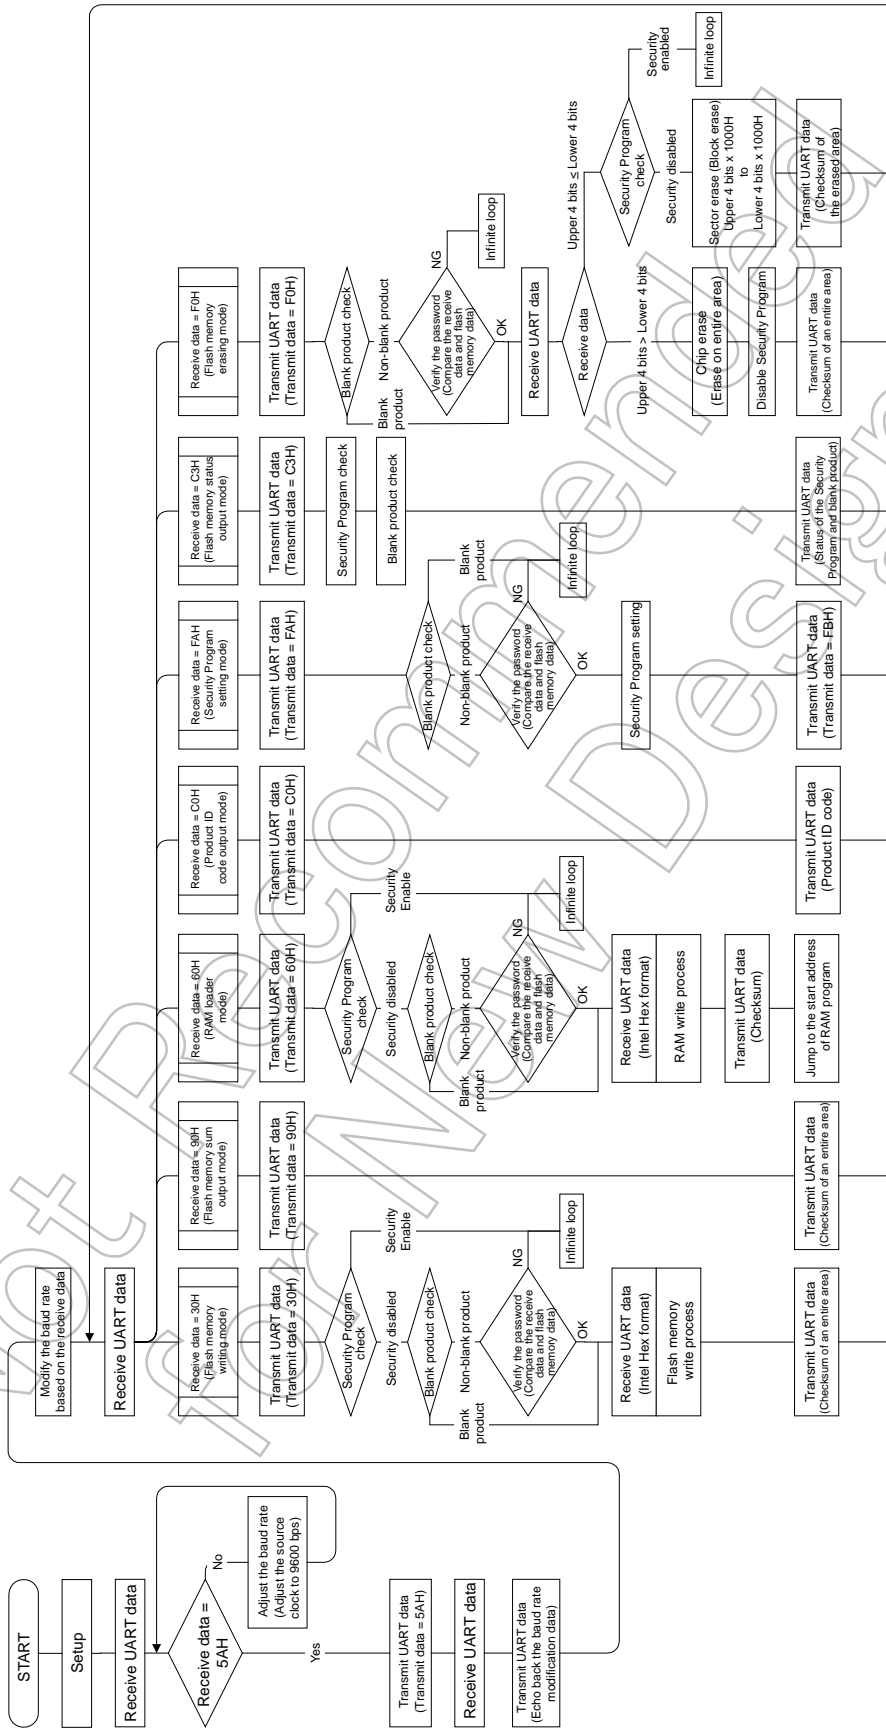 START
Setup
Receive UART data
Receive data =
5AH
No
Adjust the baud rate
(Adjust the source
clock to 9600 bps)
Yes
Transmit UART data
(Transmit data = 5AH)
Receive UART data
Transmit UART data
(Echo back the baud rate
modification data)
Modify the baud rate
based on the receive data
Receive UART data
Receive data = 30H
(Flash memory
writing mode)
Transmit UART data
(Transmit data = 30H)
Security Program
check
Security
Enable
Security disabled
Blank product check
Blank
product
Non-blank product
Verify the password
(Compare the receive
data and flash
memory data)
NG
Infinite loop
OK
Receive UART data
(Intel Hex format)
Flash memory
write process
Transmit UART data
(Checksum of an entire area)
Receive data = 90H
(Flash memory sum
output mode)
Transmit UART data
(Transmit data = 90H)
Transmit UART data
(Checksum of an entire area)
Receive data = 60H
(RAM loader
mode)
Transmit UART data
(Transmit data = 60H)
Security Program
check
Security
Enable
Security disabled
Blank product check
Blank
product
Non-blank product
Verify the password
(Compare the receive
data and flash
memory data)
NG
Infinite loop
OK
Receive UART data
(Intel Hex format)
RAM write process
Transmit UART data
(Checksum)
Jump to the start address
of RAM program
Receive data = C0H
(Product ID
code output mode)
Transmit UART data
(Transmit data = C0H)
Transmit UART data
(Product ID code)
Receive data = FAH
(Security Program
setting mode)
Transmit UART data
(Transmit data = FAH)
Blank product check
Blank
product
Non-blank product
Verify the password
(Compare the receive
data and flash
memory data)
NG
Infinite loop
OK
Security Program setting
Transmit UART data
(Transmit data = FBH)
Receive data = C3H
(Flash memory status
output mode)
Transmit UART data
(Transmit data = C3H)
Security Program check
Blank product check
Transmit UART data
(Status of the Security
Program and blank product)
Receive data = F0H
(Flash memory
erasing mode)
Transmit UART data
(Transmit data = F0H)
Blank product check
Blank
product
Non-blank product
Verify the password
(Compare the receive
data and flash
memory data)
NG
Infinite loop
OK
Receive UART data
Receive data
Upper 4 bits > Lower 4 bits
Chip erase
(Erase on entire area)
Disable Security Program
Transmit UART data
(Checksum of an entire area)
Upper 4 bits ≤ Lower 4 bits
Security Program
check
Security
enabled
Infinite loop
Security disabled
Sector erase (Block erase)
Upper 4 bits x 1000H
to
Lower 4 bits x 1000H
Transmit UART data
(Checksum of
the erased area)
Not Recommended
for New Design